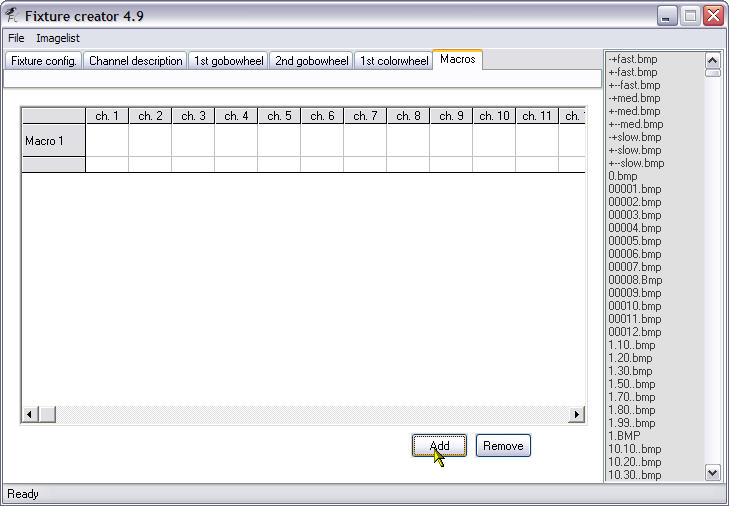 Fixture creator 4.9
File Imagelist
Fixture config. Channel description 1st gobowheel 2nd gobowheel 1st colorwheel Macros
ch. 1 ch. 2 ch. 3 ch. 4 ch. 5 ch. 6 ch. 7 ch. 8 ch. 9 ch. 10 ch. 11 ch.
Macro 1
Add Remove
-+fast.bmp
+-fast.bmp
+--fast.bmp
-+med.bmp
+-med.bmp
+--med.bmp
-+slow.bmp
+-slow.bmp
+--slow.bmp
0.bmp
00001.bmp
00002.bmp
00003.bmp
00004.bmp
00005.bmp
00006.bmp
00007.bmp
00008.Bmp
00009.bmp
00010.bmp
00011.bmp
00012.bmp
1.10..bmp
1.20.bmp
1.30.bmp
1.50..bmp
1.70..bmp
1.80..bmp
1.99..bmp
1.BMP
10.10..bmp
10.20..bmp
10.30..bmp
Ready